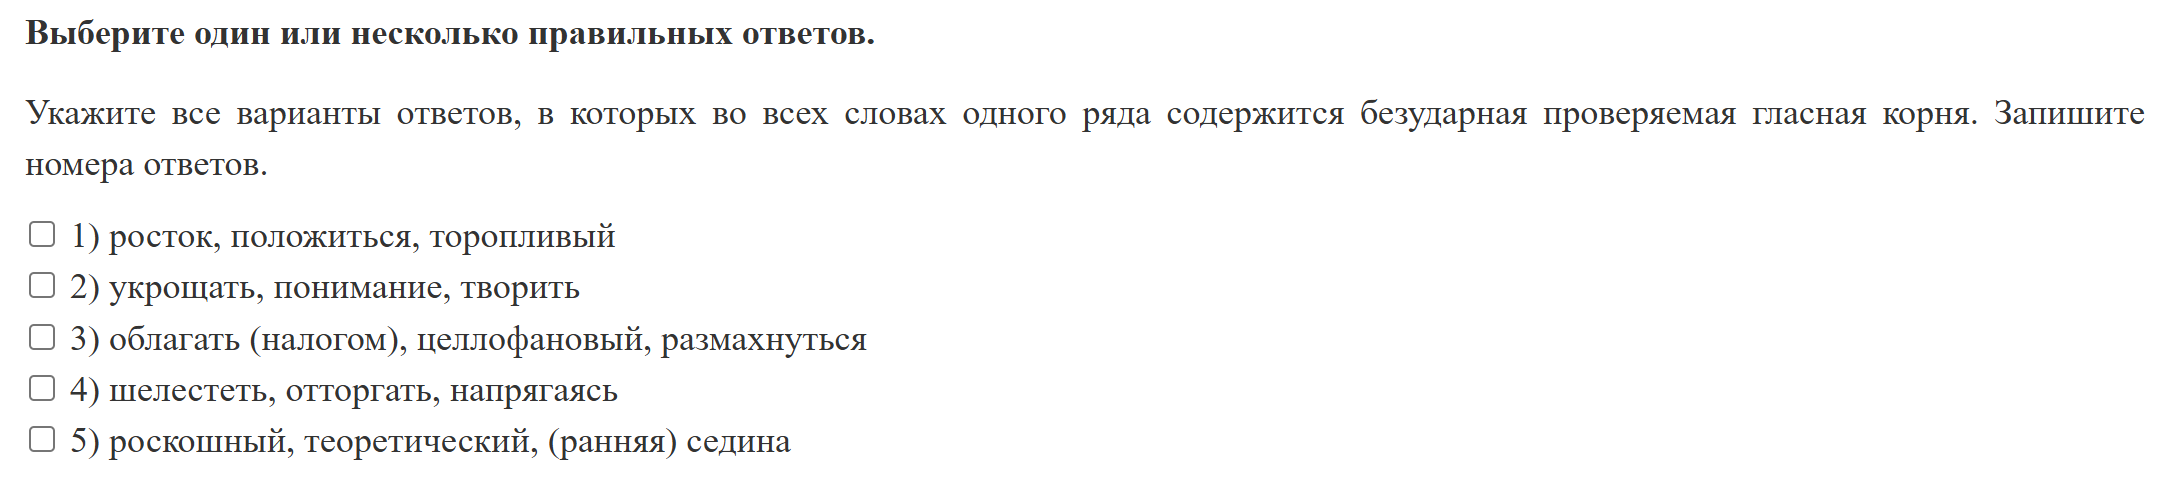 Выберите один или несколько правильных ответов.
Укажите все варианты ответов, в которых во всех словах одного ряда содержится безударная проверяемая гласная корня. Запишите
номера ответов.
1) росток, положиться, торопливый
2) укрощать, понимание, творить
3) облагать (налогом), целлофановый, размахнуться
4) шелестеть, отторгать, напрягаясь
5) роскошный, теоретический, (ранняя) седина